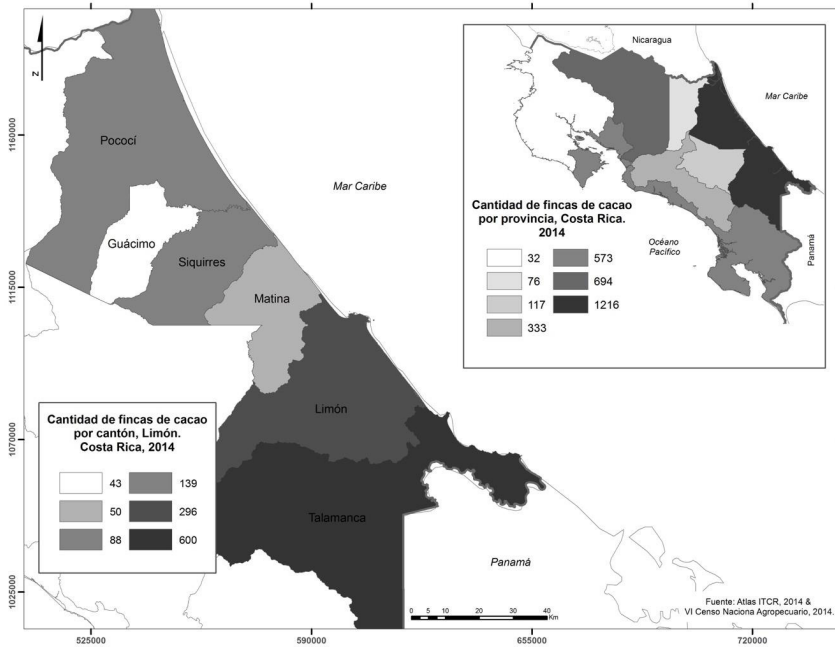 N
1160000
1115000
1070000
1025000
Pococí
Guácimo
Siquirres
Matina
Limón
Talamanca
Mar Caribe
Panamá
Nicaragua
Mar Caribe
Océano
Pacífico
Panamá
Cantidad de fincas de cacao
por provincia, Costa Rica.
2014
32
573
76
694
117
1216
333
Cantidad de fincas de cacao
por cantón, Limón.
Costa Rica, 2014
43
139
50
296
88
600
Fuente: Atlas ITCR, 2014 &
VI Censo Naciona Agropecuario, 2014.
0 5 10 20 30 40
Km
525000
590000
655000
720000